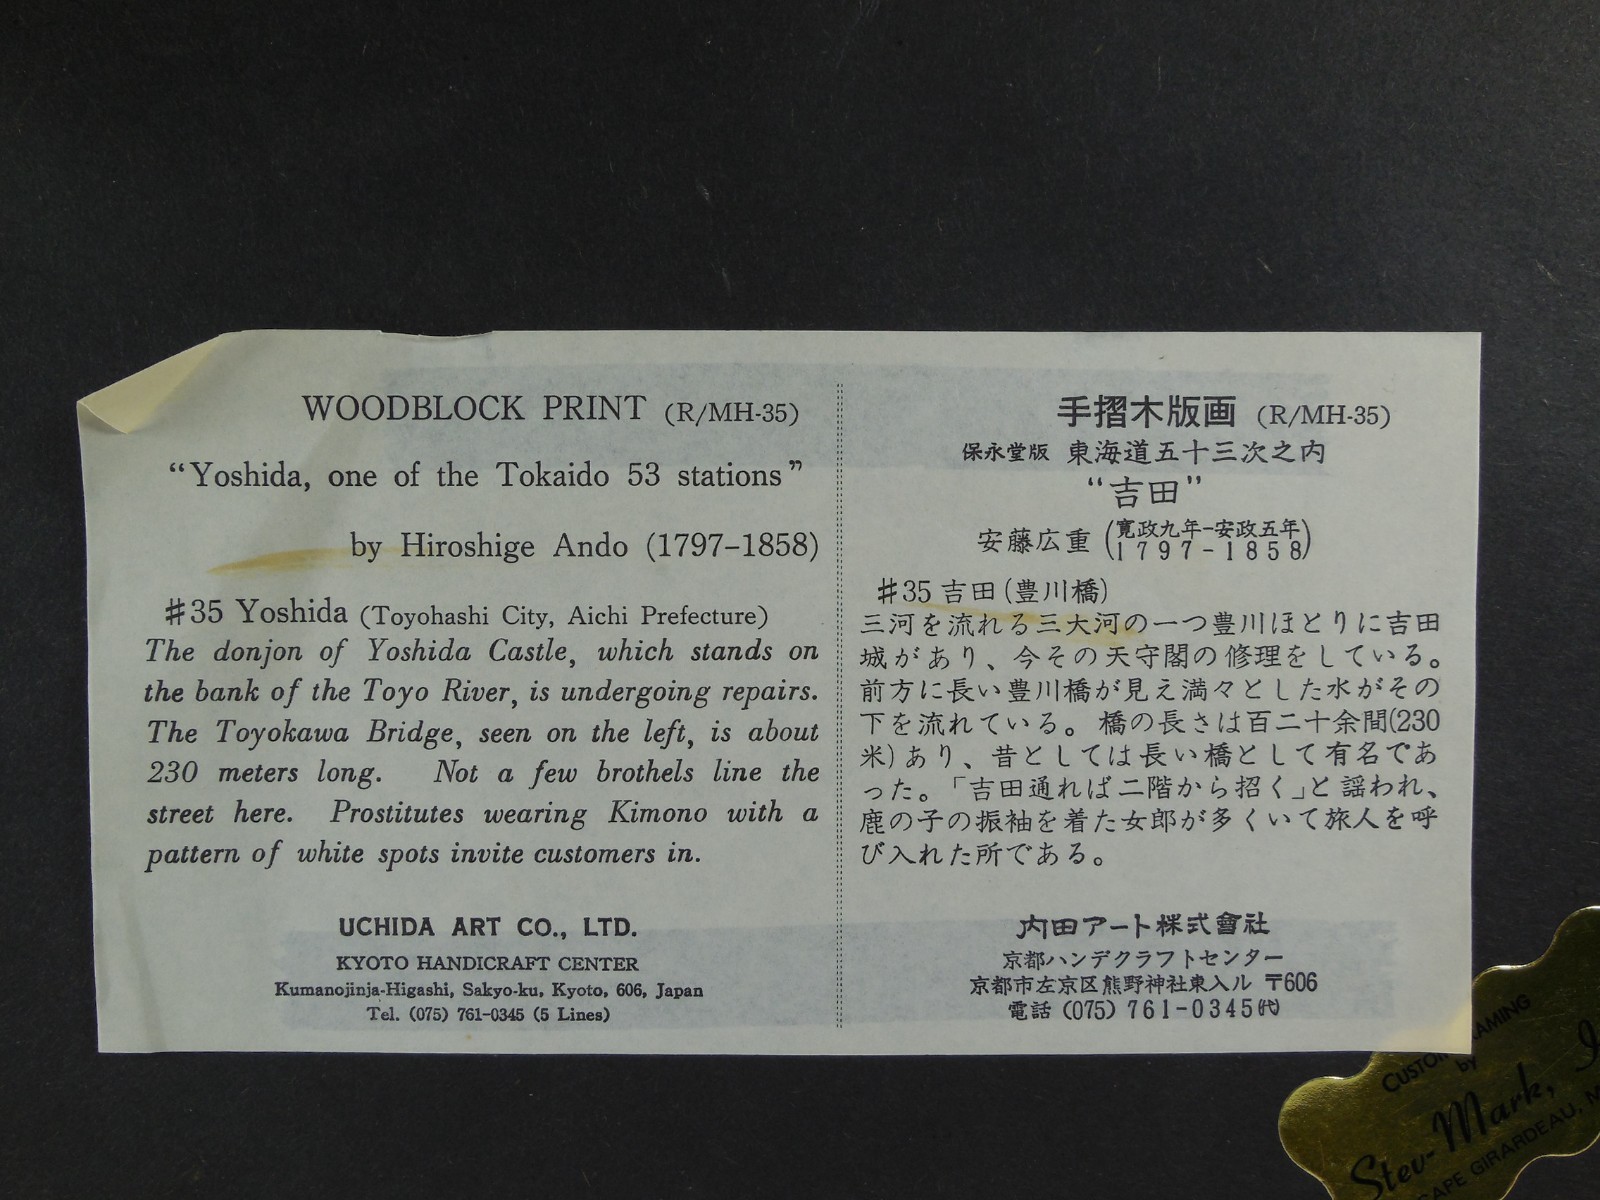 WOODBLOCK PRINT (R/MH-35)
"Yoshida, one of the Tokaido 53 stations"
by Hiroshige Ando (1797-1858)
#35 Yoshida (Toyohashi City, Aichi Prefecture)
The donjon of Yoshida Castle, which stands on
the bank of the Toyo River, is undergoing repairs.
The Toyokawa Bridge, seen on the left, is about
230 meters long. Not a few brothels line the
street here. Prostitutes wearing Kimono with a
pattern of white spots invite customers in.
UCHIDA ART CO., LTD.
KYOTO HANDICRAFT CENTER
Kumanojinja-Higashi, Sakyo-ku, Kyoto, 606, Japan
Tel. (075) 761-0345 (5 Lines)
手摺木版画 (R/MH-35)
保永堂版 東海道五十三次之内
"吉田"
安藤広重 (寛政九年-安政五年
1797-1858)
#35 吉田(豊川橋)
三河を流れる三大河の一つ豊川ほとりに吉田
城があり、今その天守閣の修理をしている。
前方に長い豊川橋が見え満々とした水がその
下を流れている。橋の長さは百二十余間(230
米)あり、昔としては長い橋として有名であ
った。「吉田通れば二階から招く」と謡われ、
鹿の子の振袖を着た女郎が多くいて旅人を呼
び入れた所である。
内田アート株式會社
京都ハンデクラフトセンター
京都市左京区熊野神社東入ル 〒606
電話 (075) 761-0345代
CUSTOM FRAMING
by
Stev-Mark,
CAPE GIRARDEAU,